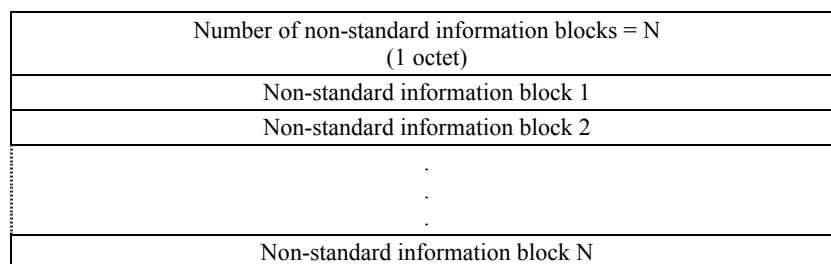 Number of non-standard information blocks = N
(1 octet)
Non-standard information block 1
Non-standard information block 2
.
.
.
Non-standard information block N